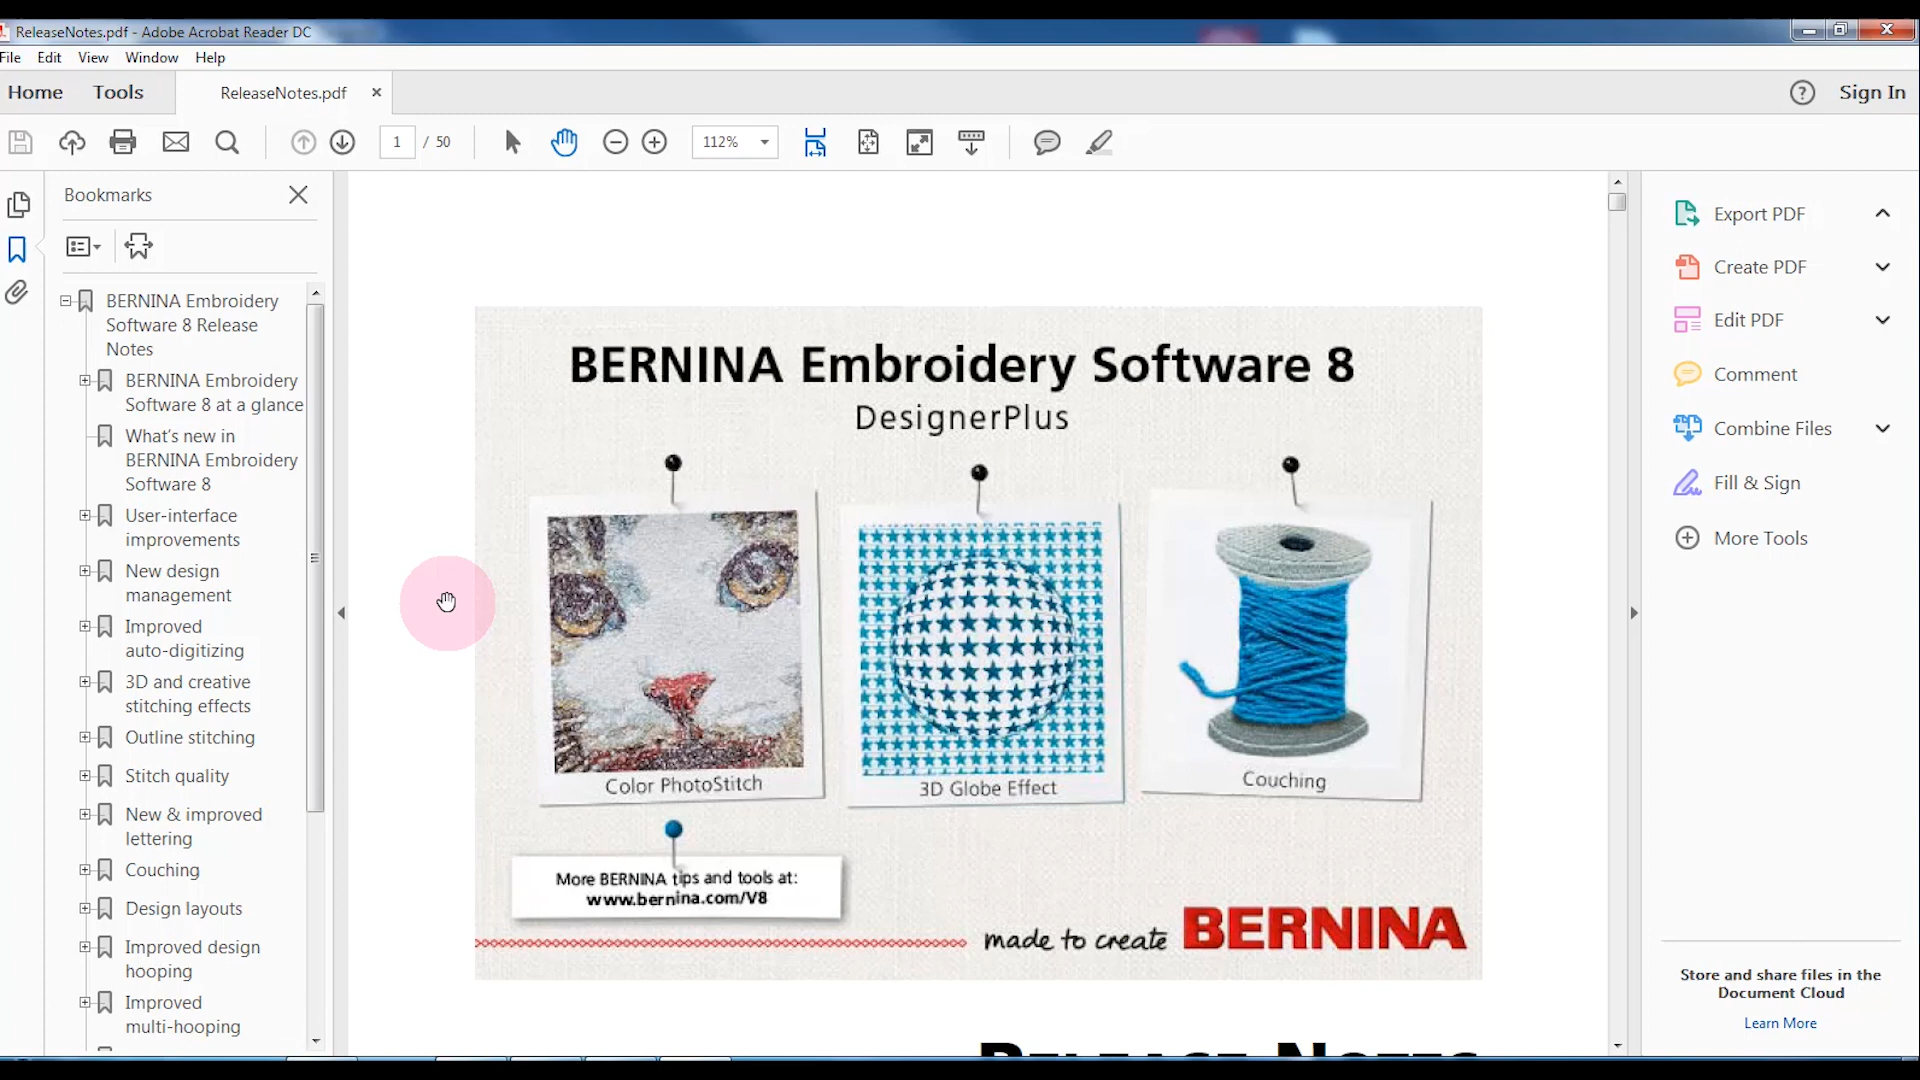 ReleaseNotes.pdf - Adobe Acrobat Reader DC
File Edit View Window Help
Home Tools ReleaseNotes.pdf Sign In
1 / 50 112%
Bookmarks
BERNINA Embroidery
Software 8 Release
Notes
BERNINA Embroidery
Software 8 at a glance
What's new in
BERNINA Embroidery
Software 8
User-interface
improvements
New design
management
Improved
auto-digitizing
3D and creative
stitching effects
Outline stitching
Stitch quality
New & improved
lettering
Couching
Design layouts
Improved design
hooping
Improved
multi-hooping
BERNINA Embroidery Software 8
DesignerPlus
Color PhotoStitch
3D Globe Effect
Couching
More BERNINA tips and tools at:
www.bernina.com/V8
made to create BERNINA
RELEASE NOTES
Export PDF
Create PDF
Edit PDF
Comment
Combine Files
Fill & Sign
More Tools
Store and share files in the
Document Cloud
Learn More